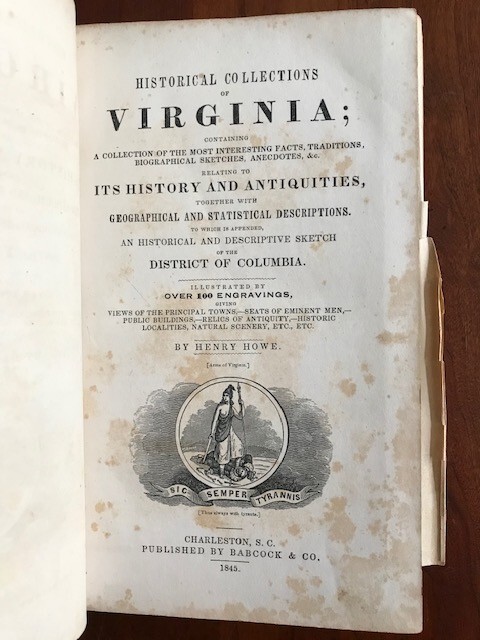 HISTORICAL COLLECTIONS
OF
VIRGINIA;
CONTAINING
A COLLECTION OF THE MOST INTERESTING FACTS, TRADITIONS,
BIOGRAPHICAL SKETCHES, ANECDOTES, &c.
RELATING TO
ITS HISTORY AND ANTIQUITIES,
TOGETHER WITH
GEOGRAPHICAL AND STATISTICAL DESCRIPTIONS.
TO WHICH IS APPENDED,
AN HISTORICAL AND DESCRIPTIVE SKETCH
OF THE
DISTRICT OF COLUMBIA.
ILLUSTRATED BY
OVER 100 ENGRAVINGS,
GIVING
VIEWS OF THE PRINCIPAL TOWNS,—SEATS OF EMINENT MEN,—
PUBLIC BUILDINGS,—RELICS OF ANTIQUITY,—HISTORIC
LOCALITIES, NATURAL SCENERY, ETC., ETC.
BY HENRY HOWE.
[Arms of Virginia.]
SIC SEMPER TYRANNIS
[Thus always with tyrants.]
CHARLESTON, S. C.
PUBLISHED BY BABCOCK & CO.
1845.